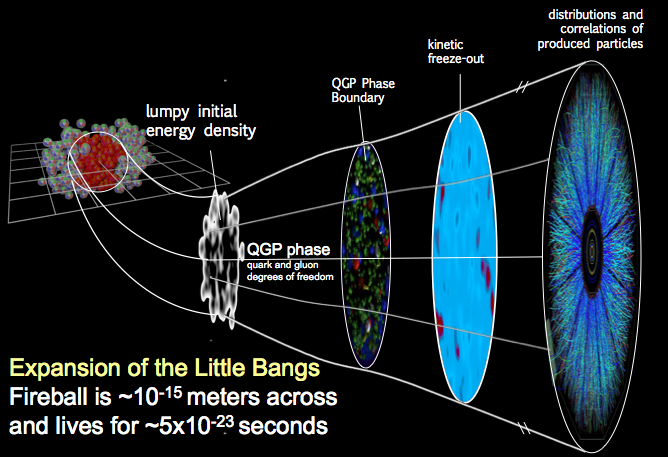 distributions and
correlations of
produced particles
kinetic
freeze-out
QGP Phase
Boundary
lumpy initial
energy density
QGP phase
quark and gluon
degrees of freedom
Expansion of the Little Bangs
Fireball is ~10⁻¹⁵ meters across
and lives for ~5x10⁻²³ seconds